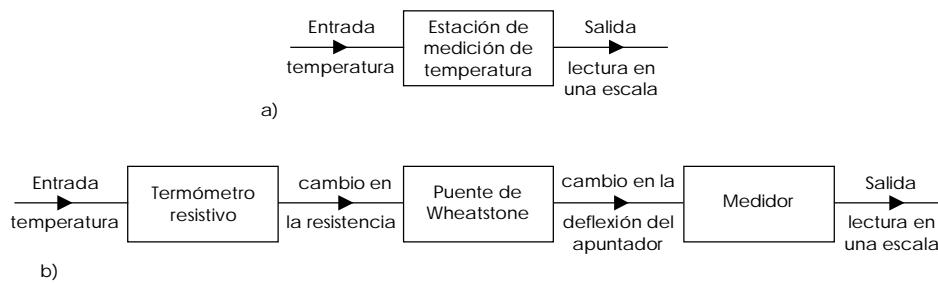 Entrada
temperatura
Estación de
medición de
temperatura
Salida
lectura en
una escala
a)
Entrada
temperatura
Termómetro
resistivo
cambio en
la resistencia
Puente de
Wheatstone
cambio en la
deflexión del
apuntador
Medidor
Salida
lectura en
una escala
b)